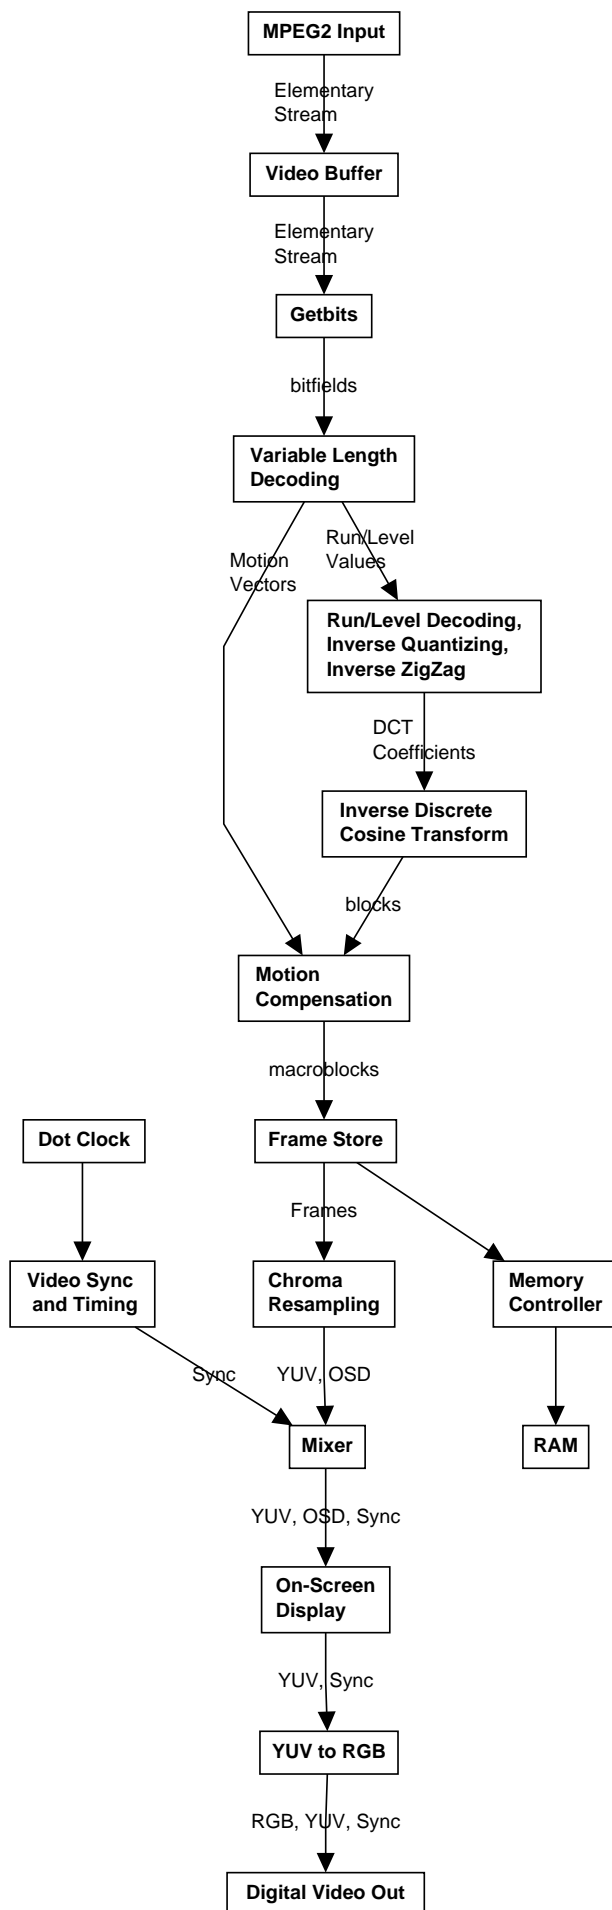 MPEG2 Input
Elementary
Stream
Video Buffer
Elementary
Stream
Getbits
bitfields
Variable Length
Decoding
Motion
Vectors
Run/Level
Values
Run/Level Decoding,
Inverse Quantizing,
Inverse ZigZag
DCT
Coefficients
Inverse Discrete
Cosine Transform
blocks
Motion
Compensation
macroblocks
Dot Clock
Frame Store
Frames
Video Sync
and Timing
Chroma
Resampling
Memory
Controller
Sync
YUV, OSD
Mixer
RAM
YUV, OSD, Sync
On-Screen
Display
YUV, Sync
YUV to RGB
RGB, YUV, Sync
Digital Video Out